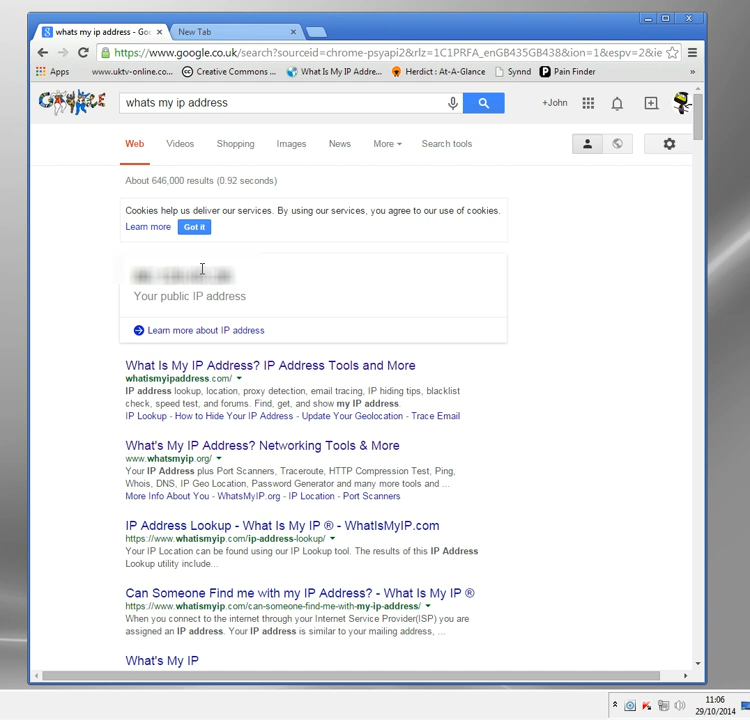 whats my ip address - Goo
New Tab
https://www.google.co.uk/search?sourceid=chrome-psyapi2&rlz=1C1PRFA_enGB435GB438&ion=1&espv=2&ie
Apps www.uktv-online.co... Creative Commons ... What Is My IP Addre... Herdict : At-A-Glance Synnd Pain Finder »
whats my ip address
+John
Web Videos Shopping Images News More Search tools
About 646,000 results (0.92 seconds)
Cookies help us deliver our services. By using our services, you agree to our use of cookies.
Learn more Got it
Your public IP address
Learn more about IP address
What Is My IP Address? IP Address Tools and More
whatismyipaddress.com/
IP address lookup, location, proxy detection, email tracing, IP hiding tips, blacklist
check, speed test, and forums. Find, get, and show my IP address.
IP Lookup - How to Hide Your IP Address - Update Your Geolocation - Trace Email
What's My IP Address? Networking Tools & More
www.whatsmyip.org/
Your IP Address plus Port Scanners, Traceroute, HTTP Compression Test, Ping,
Whois, DNS, IP Geo Location, Password Generator and many more tools and ...
More Info About You - WhatsMyIP.org - IP Location - Port Scanners
IP Address Lookup - What Is My IP ® - WhatIsMyIP.com
https://www.whatismyip.com/ip-address-lookup/
Your IP Location can be found using our IP Lookup tool. The results of this IP Address
Lookup utility include...
Can Someone Find me with my IP Address? - What Is My IP ®
https://www.whatismyip.com/can-someone-find-me-with-my-ip-address/
When you connect to the internet through your Internet Service Provider(ISP) you are
assigned an IP address. Your IP address is similar to your mailing address, ...
What's My IP
11:06
29/10/2014